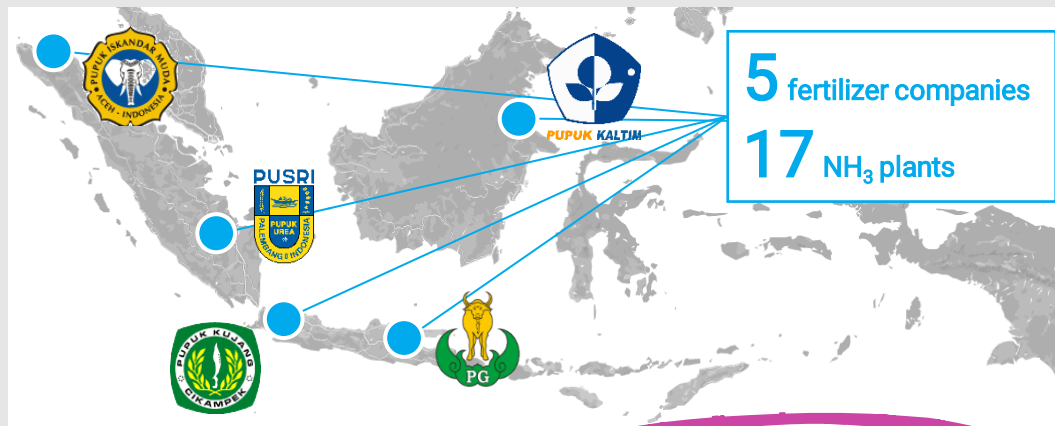 PUPUK ISKANDAR MUDA
ACEH - INDONESIA
PUPUK KALTIM
5 fertilizer companies
17 NH₃ plants
PUSRI
PUPUK
UREA
PALEMBANG INDONESIA
PUPUK KUJANG
CIKAMPEK
PG